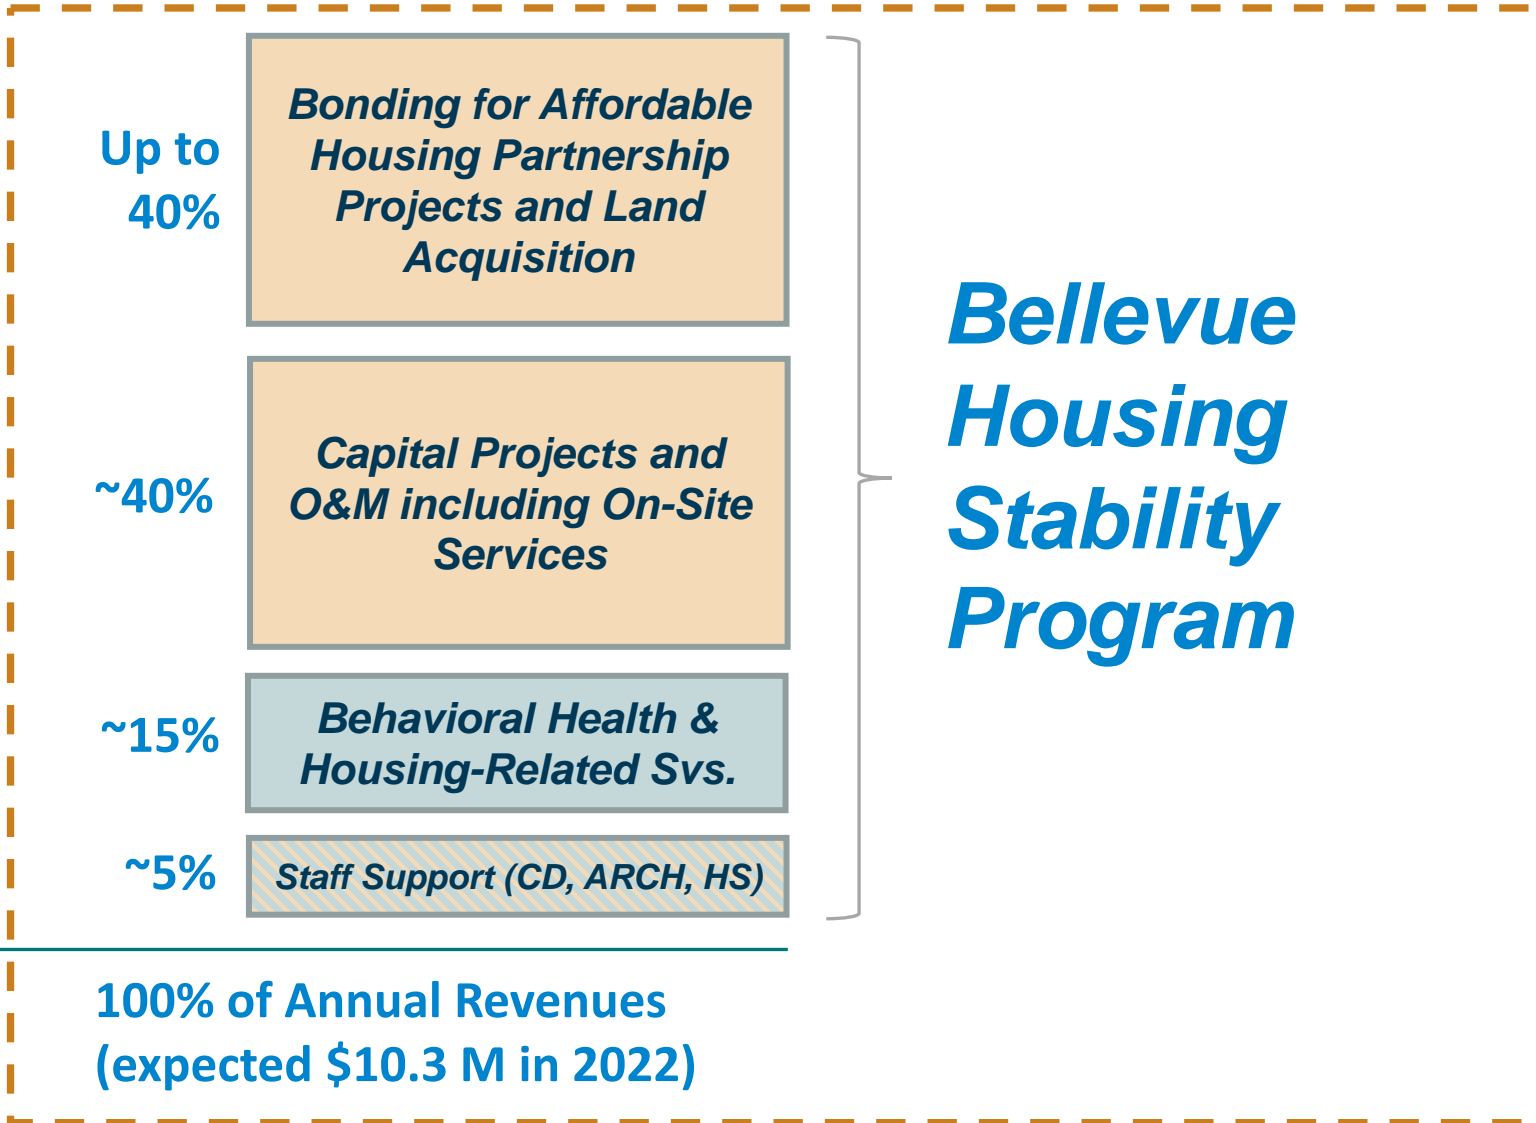 Up to
40%
Bonding for Affordable
Housing Partnership
Projects and Land
Acquisition
~40%
Capital Projects and
O&M including On-Site
Services
~15%
Behavioral Health &
Housing-Related Svs.
~5%
Staff Support (CD, ARCH, HS)
100% of Annual Revenues
(expected $10.3 M in 2022)
Bellevue
Housing
Stability
Program